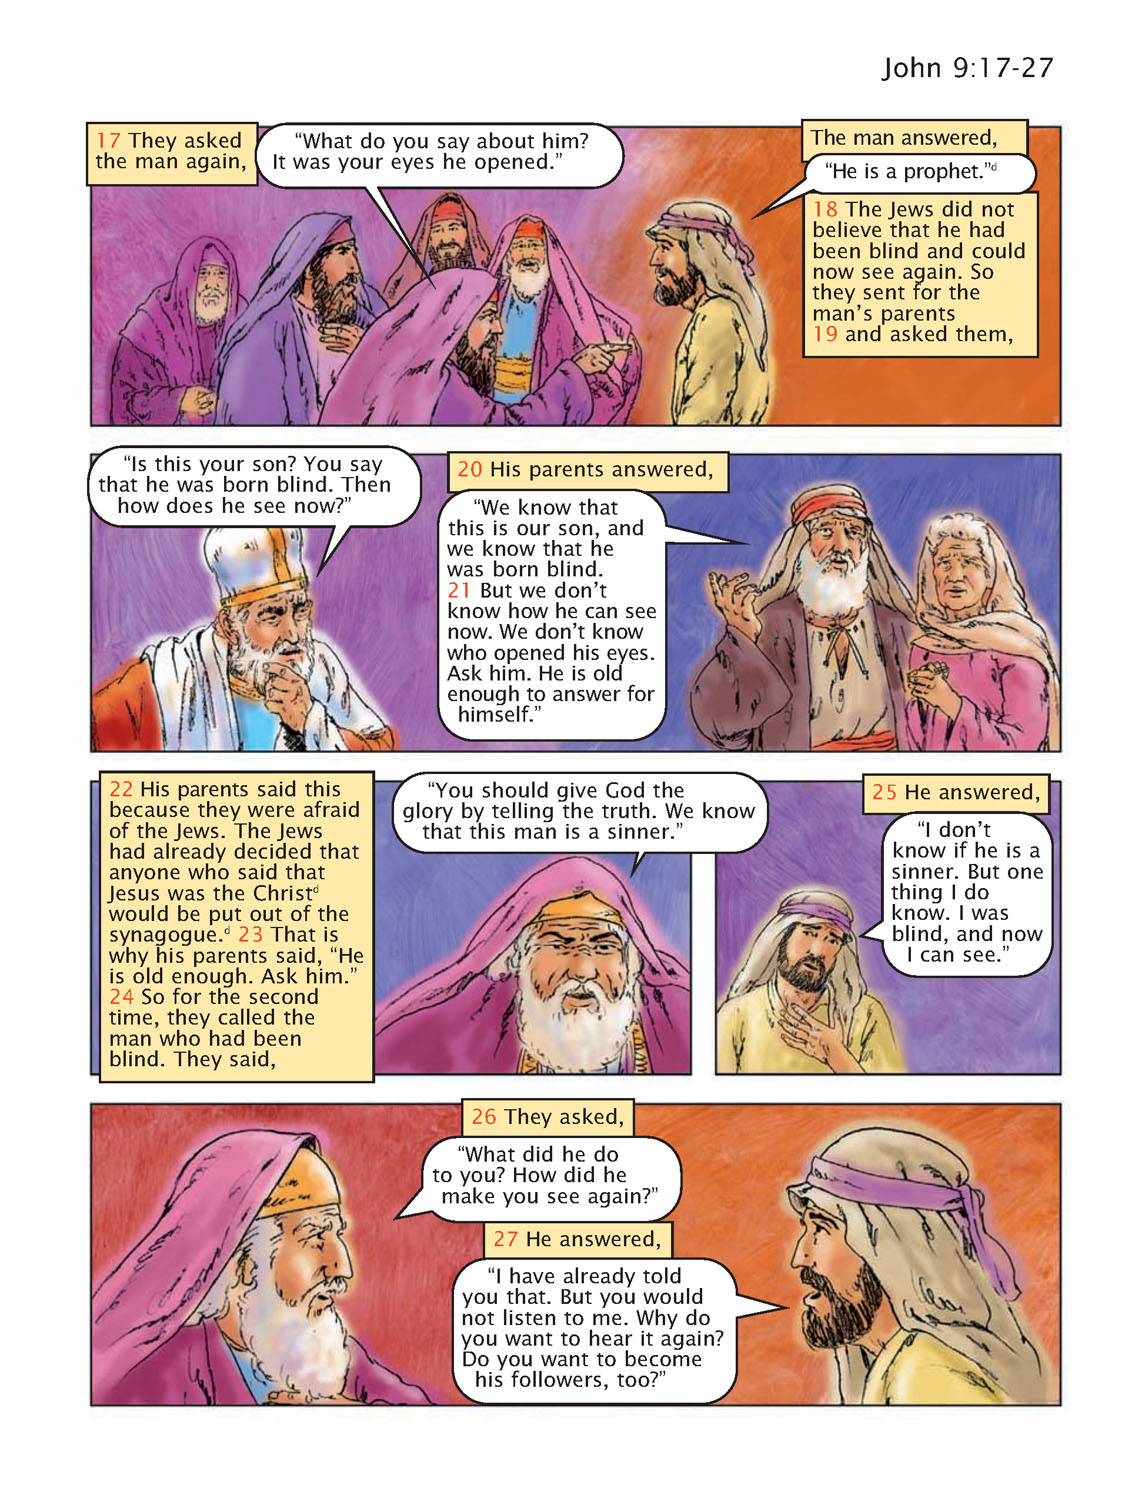 John 9:17-27
17 They asked
the man again,
“What do you say about him?
It was your eyes he opened.”
The man answered,
“He is a prophet.”d
18 The Jews did not
believe that he had
been blind and could
now see again. So
they sent for the
man’s parents
19 and asked them,
“Is this your son? You say
that he was born blind. Then
how does he see now?”
20 His parents answered,
“We know that
this is our son, and
we know that he
was born blind.
21 But we don’t
know how he can see
now. We don’t know
who opened his eyes.
Ask him. He is old
enough to answer for
himself.”
22 His parents said this
because they were afraid
of the Jews. The Jews
had already decided that
anyone who said that
Jesus was the Christd
would be put out of the
synagogue.d 23 That is
why his parents said, “He
is old enough. Ask him.”
24 So for the second
time, they called the
man who had been
blind. They said,
“You should give God the
glory by telling the truth. We know
that this man is a sinner.”
25 He answered,
“I don’t
know if he is a
sinner. But one
thing I do
know. I was
blind, and now
I can see.”
26 They asked,
“What did he do
to you? How did he
make you see again?”
27 He answered,
“I have already told
you that. But you would
not listen to me. Why do
you want to hear it again?
Do you want to become
his followers, too?”